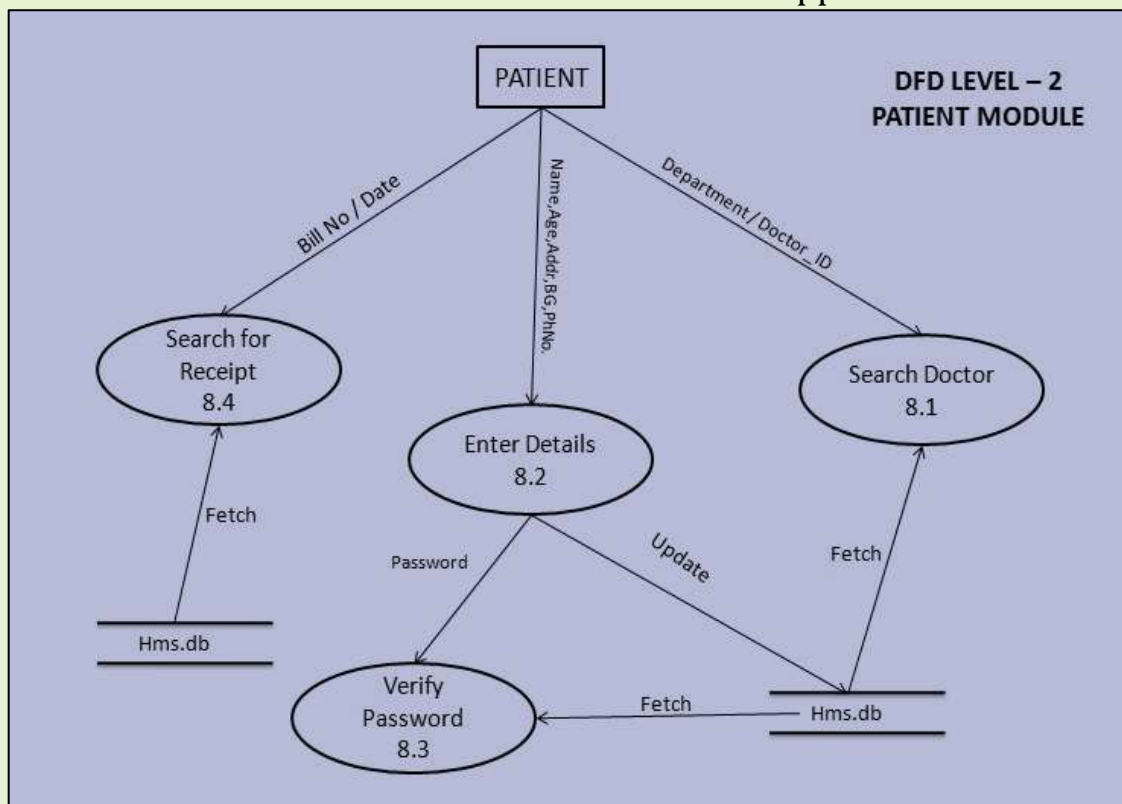 PATIENT
DFD LEVEL – 2
PATIENT MODULE
Bill No / Date
Name,Age,Addr,BG,PhNo.
Department / Doctor_ID
Search for
Receipt
8.4
Search Doctor
8.1
Enter Details
8.2
Fetch
Password
Update
Fetch
Hms.db
Verify
Password
8.3
Fetch
Hms.db